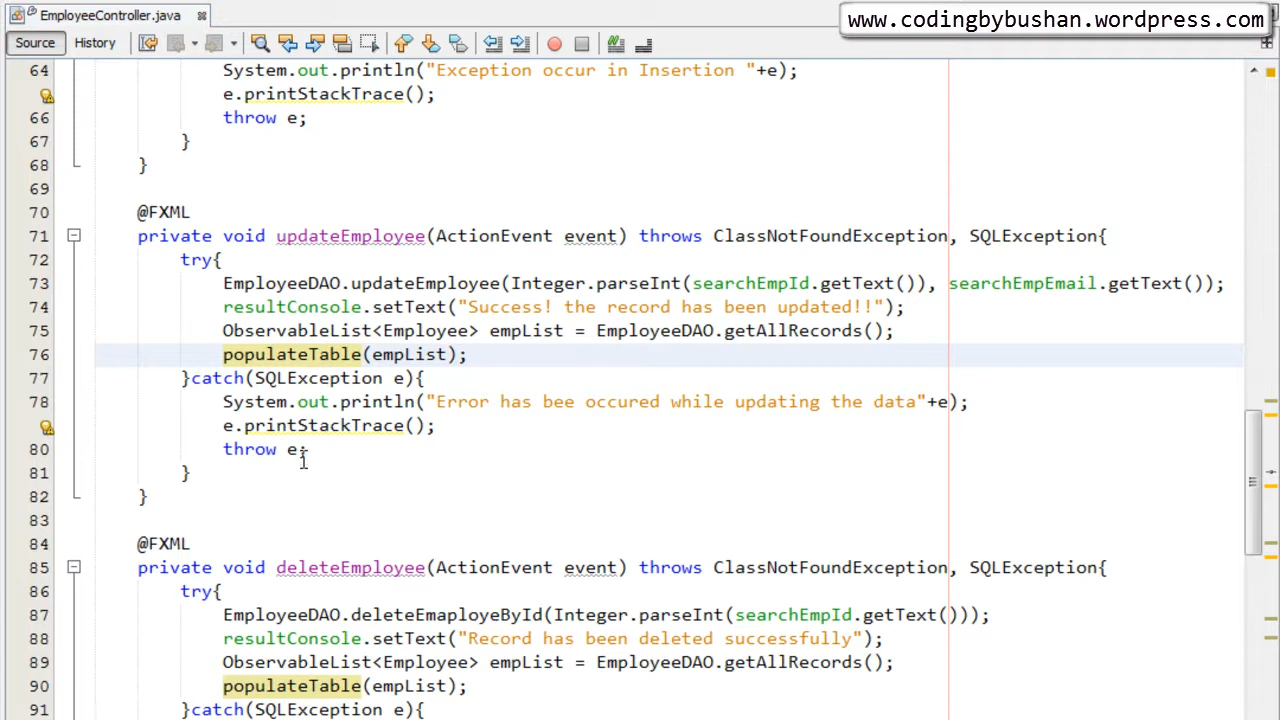 EmployeeController.java
www.codingbybushan.wordpress.com
Source History
64 System.out.println("Exception occur in Insertion "+e);
e.printStackTrace();
66 throw e;
67 }
68 }
69
70 @FXML
71 private void updateEmployee(ActionEvent event) throws ClassNotFoundException, SQLException{
72 try{
73 EmployeeDAO.updateEmployee(Integer.parseInt(searchEmpId.getText()), searchEmpEmail.getText());
74 resultConsole.setText("Success! the record has been updated!!");
75 ObservableList<Employee> empList = EmployeeDAO.getAllRecords();
76 populateTable(empList);
77 }catch(SQLException e){
78 System.out.println("Error has bee occured while updating the data"+e);
e.printStackTrace();
80 throw e;
81 }
82 }
83
84 @FXML
85 private void deleteEmployee(ActionEvent event) throws ClassNotFoundException, SQLException{
86 try{
87 EmployeeDAO.deleteEmaployeById(Integer.parseInt(searchEmpId.getText()));
88 resultConsole.setText("Record has been deleted successfully");
89 ObservableList<Employee> empList = EmployeeDAO.getAllRecords();
90 populateTable(empList);
91 }catch(SQLException e){